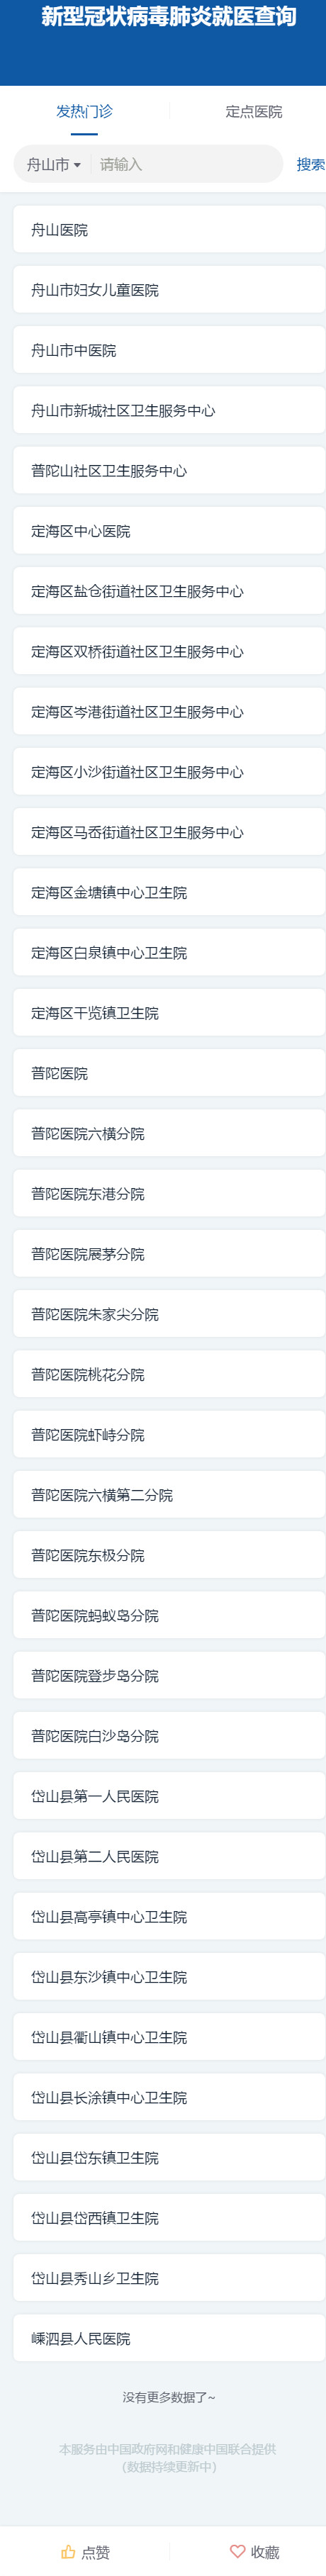 新型冠状病毒肺炎就医查询
发热门诊 定点医院
舟山市 请输入 搜索
舟山医院
舟山市妇女儿童医院
舟山市中医院
舟山市新城社区卫生服务中心
普陀山社区卫生服务中心
定海区中心医院
定海区盐仓街道社区卫生服务中心
定海区双桥街道社区卫生服务中心
定海区岑港街道社区卫生服务中心
定海区小沙街道社区卫生服务中心
定海区马岙街道社区卫生服务中心
定海区金塘镇中心卫生院
定海区白泉镇中心卫生院
定海区干览镇卫生院
普陀医院
普陀医院六横分院
普陀医院东港分院
普陀医院展茅分院
普陀医院朱家尖分院
普陀医院桃花分院
普陀医院虾峙分院
普陀医院六横第二分院
普陀医院东极分院
普陀医院蚂蚁岛分院
普陀医院登步岛分院
普陀医院白沙岛分院
岱山县第一人民医院
岱山县第二人民医院
岱山县高亭镇中心卫生院
岱山县东沙镇中心卫生院
岱山县衢山镇中心卫生院
岱山县长涂镇中心卫生院
岱山县岱东镇卫生院
岱山县岱西镇卫生院
岱山县秀山乡卫生院
嵊泗县人民医院
没有更多数据了~
本服务由中国政府网和健康中国联合提供
（数据持续更新中）
点赞 收藏